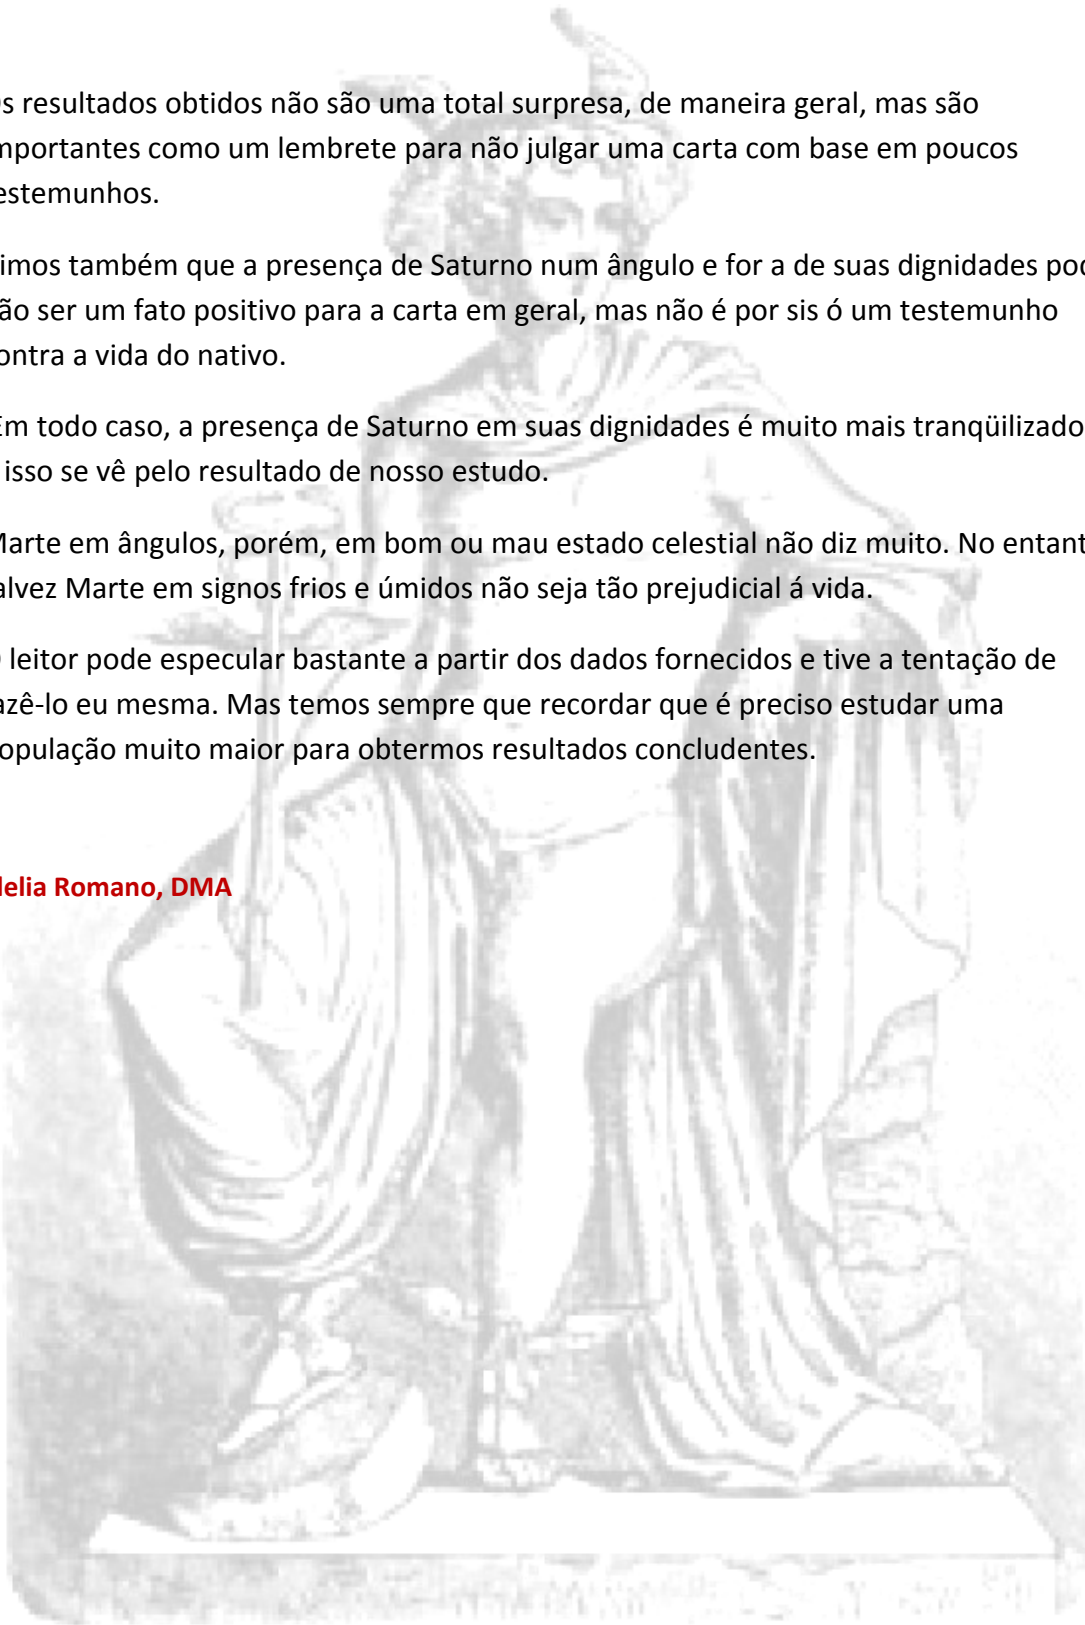 s resultados obtidos não são uma total surpresa, de maneira geral, mas são
mportantes como um lembrete para não julgar uma carta com base em poucos
estemunhos.
imos também que a presença de Saturno num ângulo e for a de suas dignidades pod
ão ser um fato positivo para a carta em geral, mas não é por sis ó um testemunho
ontra a vida do nativo.
Em todo caso, a presença de Saturno em suas dignidades é muito mais tranqüilizado
isso se vê pelo resultado de nosso estudo.
Marte em ângulos, porém, em bom ou mau estado celestial não diz muito. No entant
alvez Marte em signos frios e úmidos não seja tão prejudicial á vida.
leitor pode especular bastante a partir dos dados fornecidos e tive a tentação de
azê-lo eu mesma. Mas temos sempre que recordar que é preciso estudar uma
opulação muito maior para obtermos resultados concludentes.
lelia Romano, DMA